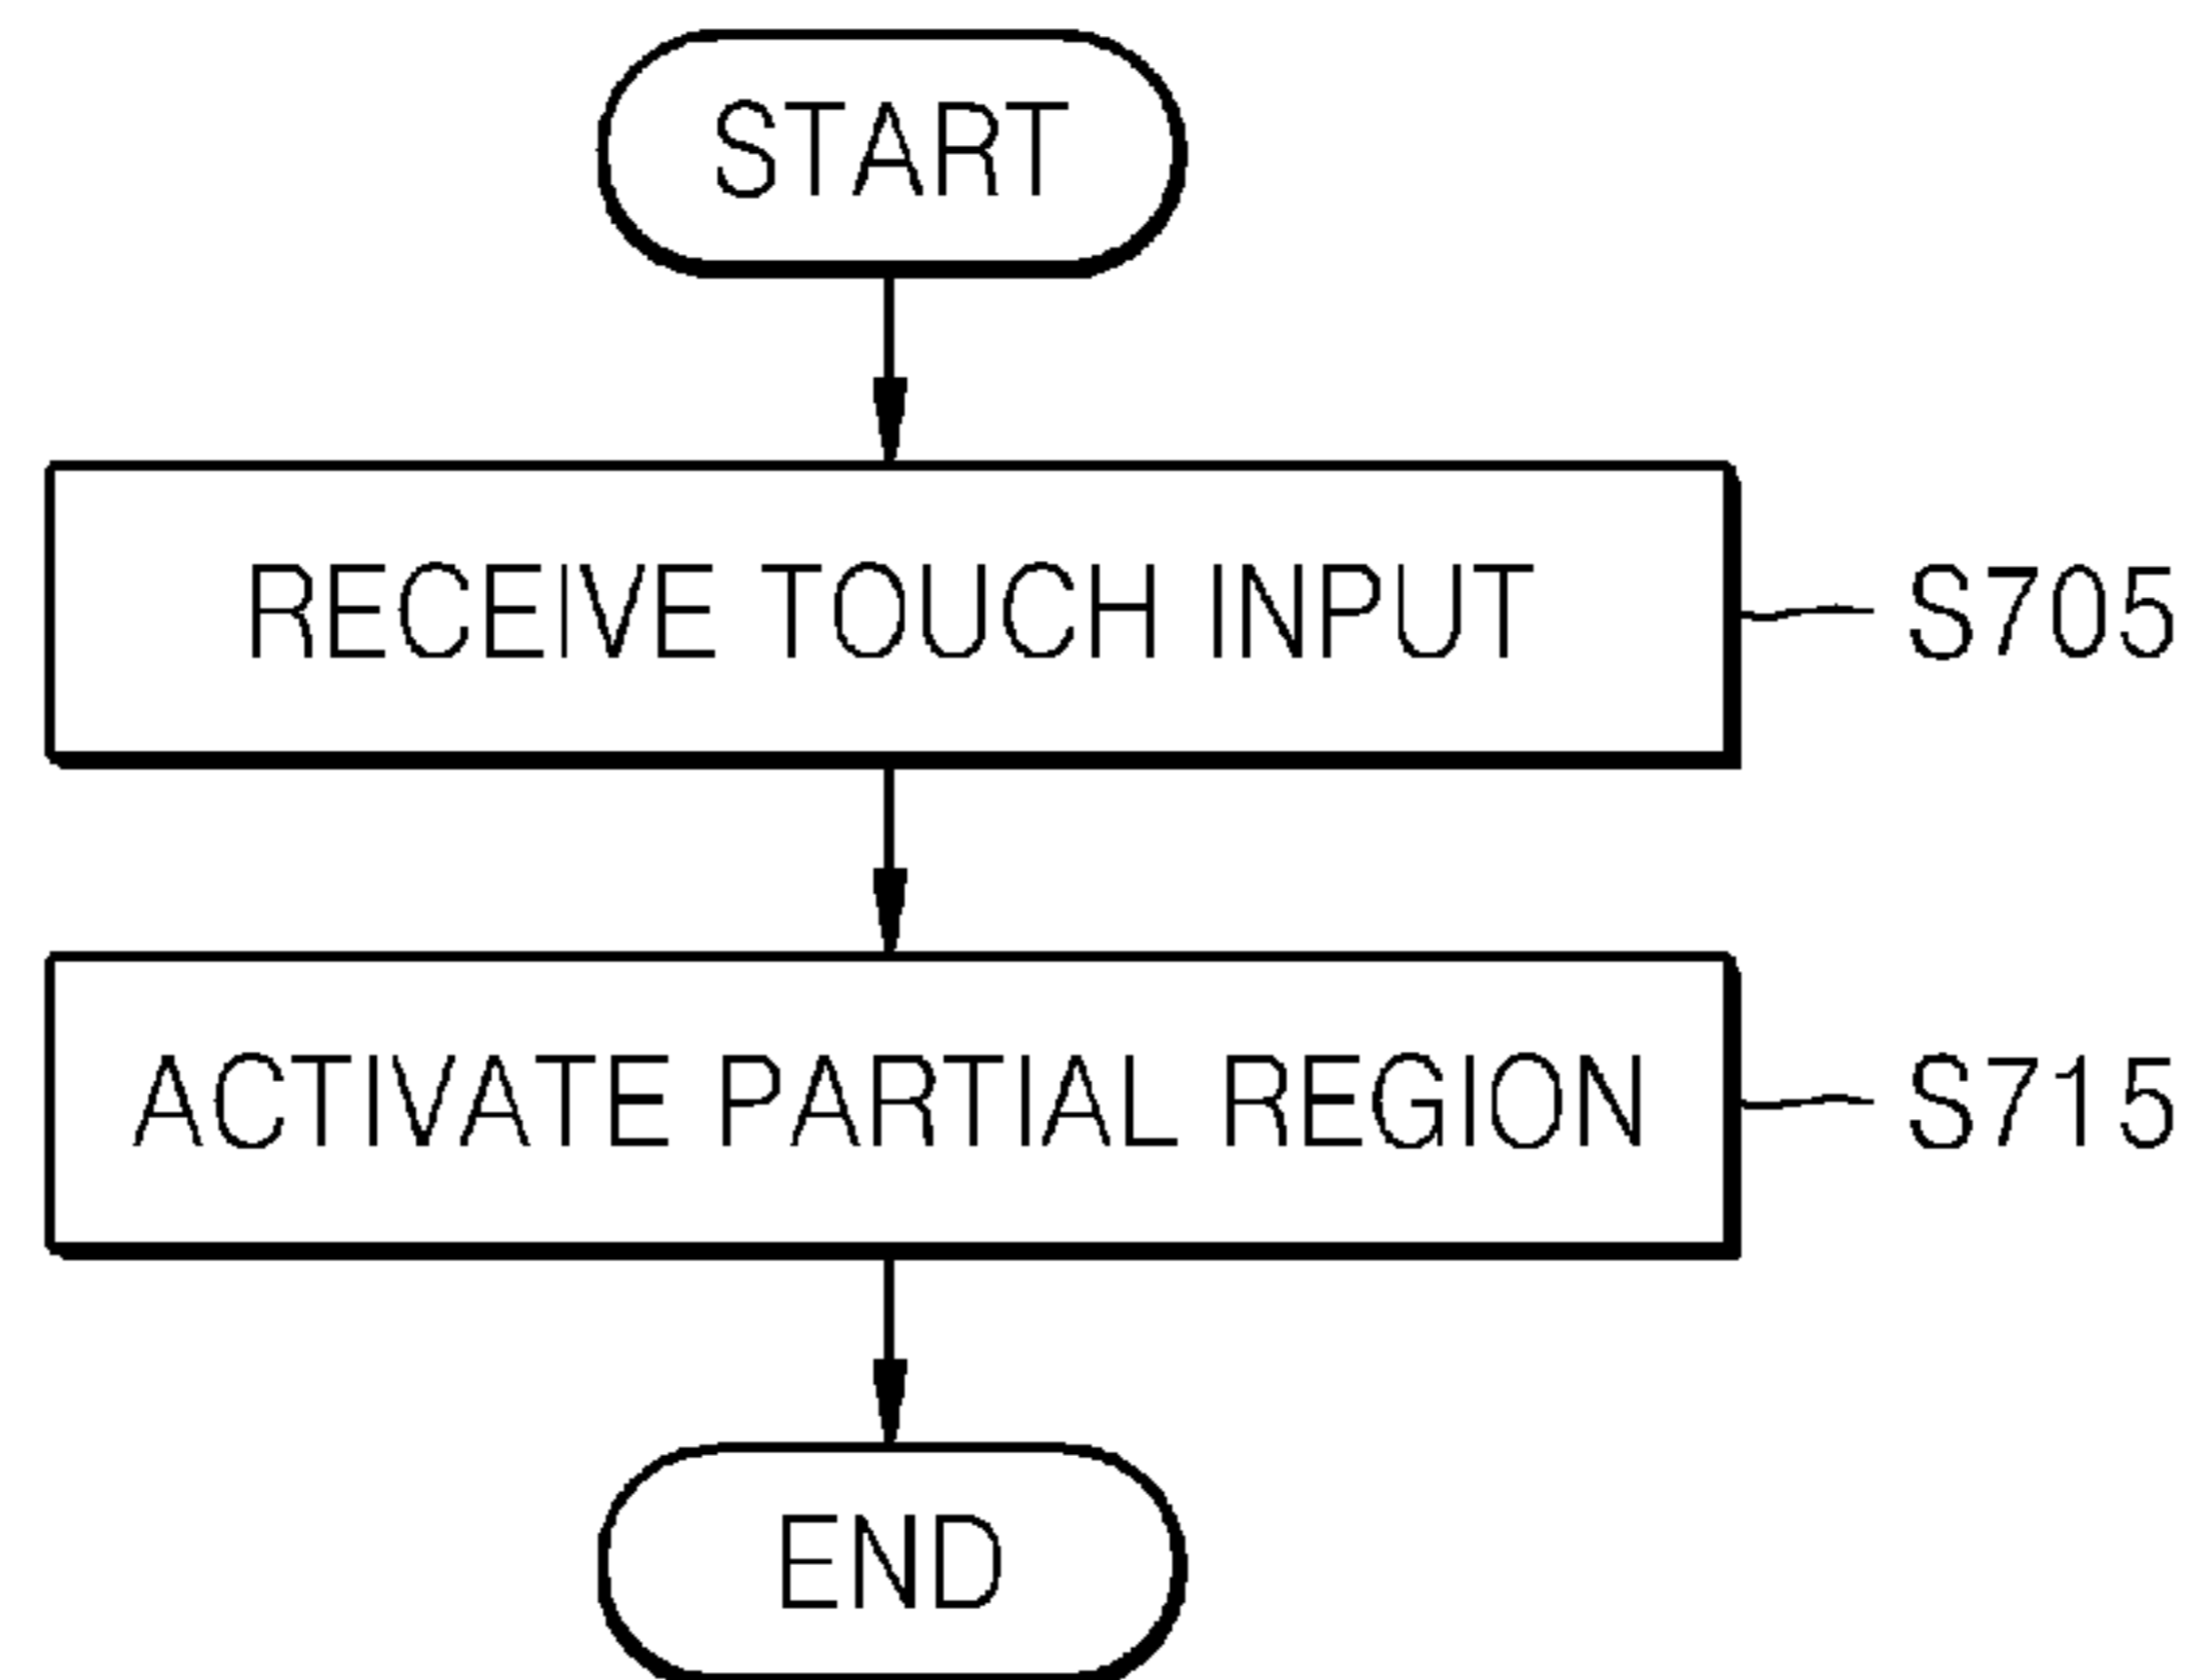 START
RECEIVE TOUCH INPUT
S705
ACTIVATE PARTIAL REGION
S715
END